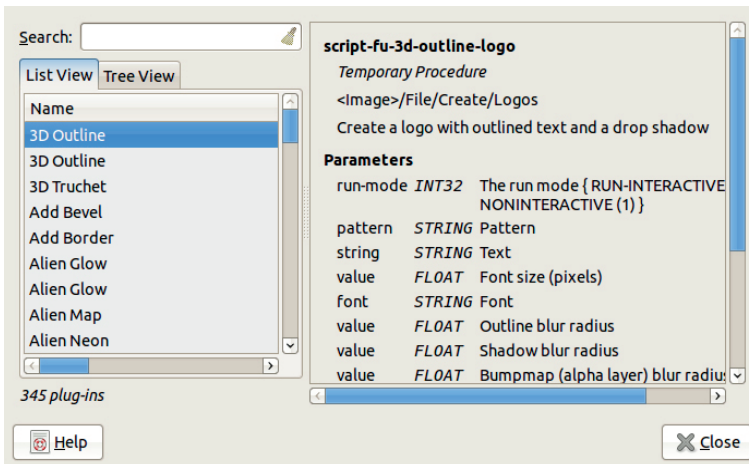 Search:
List View Tree View
Name
3D Outline
3D Outline
3D Truchet
Add Bevel
Add Border
Alien Glow
Alien Glow
Alien Map
Alien Neon
345 plug-ins
Help
script-fu-3d-outline-logo
Temporary Procedure
<Image>/File/Create/Logos
Create a logo with outlined text and a drop shadow
Parameters
run-mode INT32 The run mode { RUN-INTERACTIVE
NONINTERACTIVE (1) }
pattern STRING Pattern
string STRING Text
value FLOAT Font size (pixels)
font STRING Font
value FLOAT Outline blur radius
value FLOAT Shadow blur radius
value FLOAT Bumpmap (alpha layer) blur radius
Close